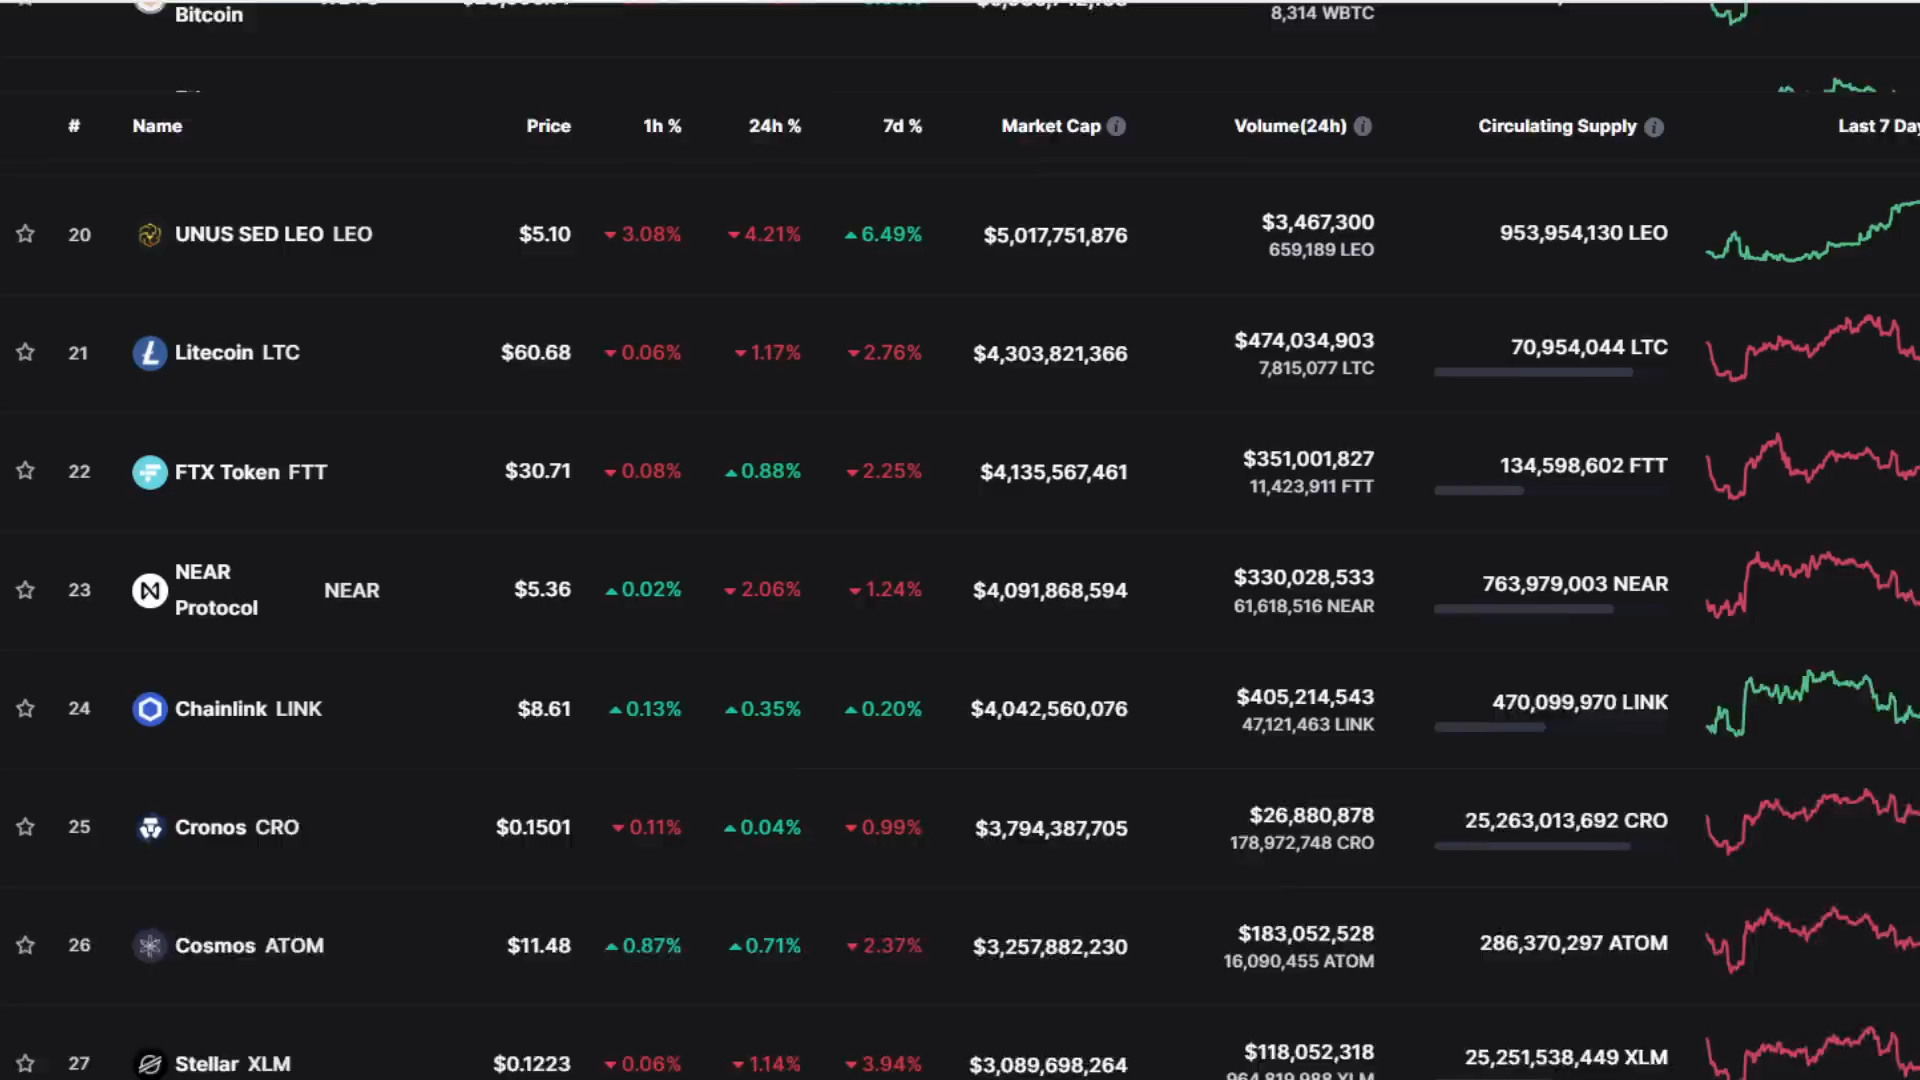 Bitcoin
8,314 WBTC
# Name Price 1h % 24h % 7d % Market Cap Volume(24h) Circulating Supply Last 7 Day
20 UNUS SED LEO LEO $5.10 3.08% 4.21% 6.49% $5,017,751,876 $3,467,300 953,954,130 LEO
659,189 LEO
21 Litecoin LTC $60.68 0.06% 1.17% 2.76% $4,303,821,366 $474,034,903 70,954,044 LTC
7,815,077 LTC
22 FTX Token FTT $30.71 0.08% 0.88% 2.25% $4,135,567,461 $351,001,827 134,598,602 FTT
11,423,911 FTT
23 NEAR Protocol NEAR $5.36 0.02% 2.06% 1.24% $4,091,868,594 $330,028,533 763,979,003 NEAR
61,618,516 NEAR
24 Chainlink LINK $8.61 0.13% 0.35% 0.20% $4,042,560,076 $405,214,543 470,099,970 LINK
47,121,463 LINK
25 Cronos CRO $0.1501 0.11% 0.04% 0.99% $3,794,387,705 $26,880,878 25,263,013,692 CRO
178,972,748 CRO
26 Cosmos ATOM $11.48 0.87% 0.71% 2.37% $3,257,882,230 $183,052,528 286,370,297 ATOM
16,090,455 ATOM
27 Stellar XLM $0.1223 0.06% 1.14% 3.94% $3,089,698,264 $118,052,318 25,251,538,449 XLM